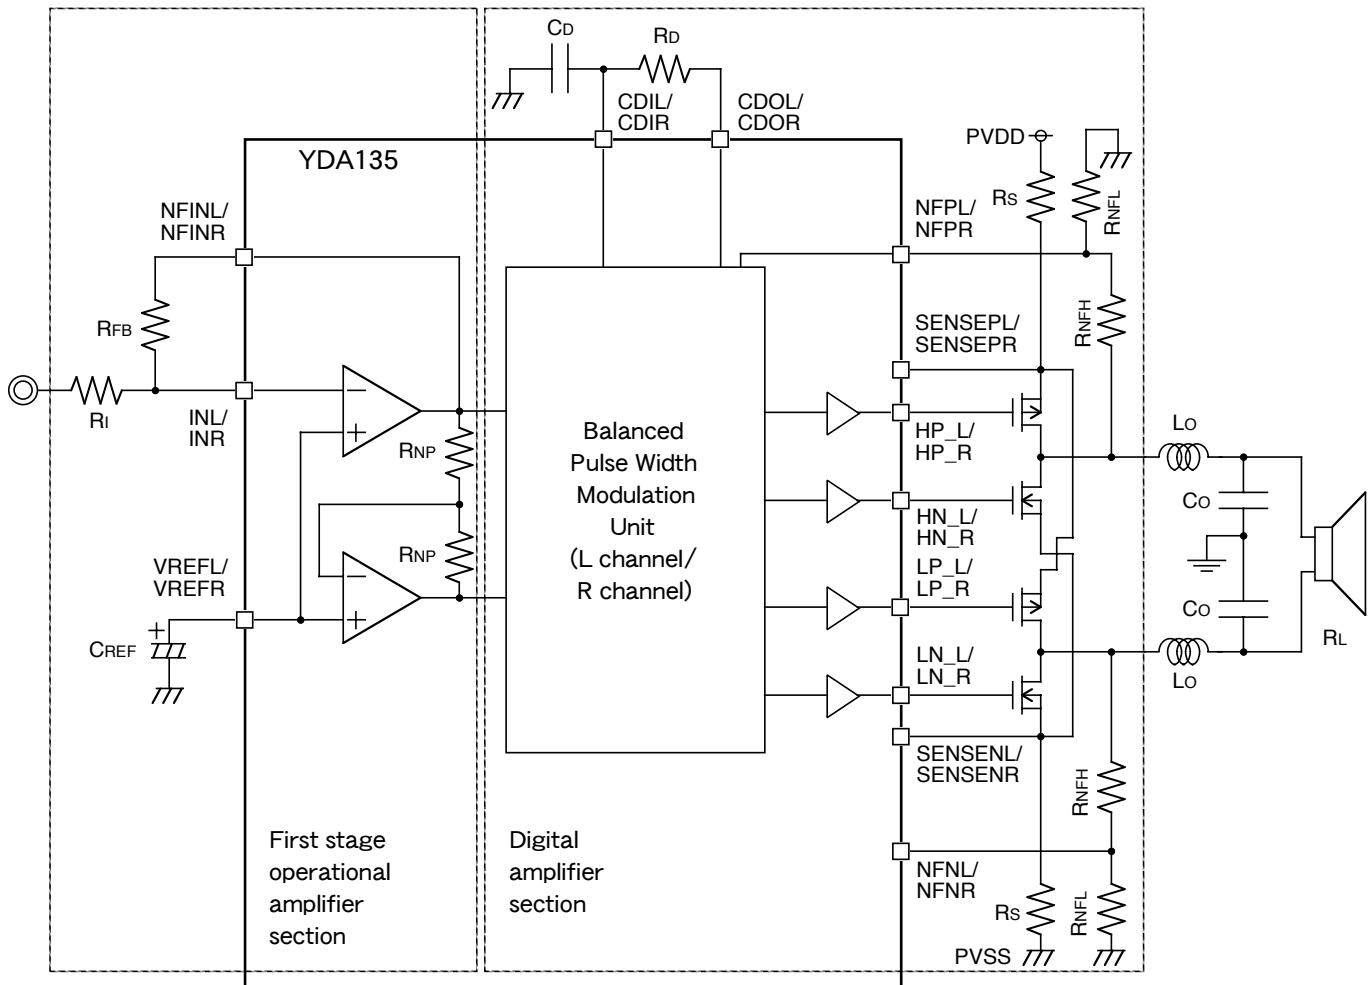 CD
RD
CDIL/
CDIR
CDOL/
CDOR
PVDD
YDA135
RS
RNFL
NFINL/
NFINR
NFPL/
NFPR
RFB
RNFH
SENSEPL/
SENSEPR
RI
INL/
INR
RNP
Balanced
Pulse Width
Modulation
Unit
(L channel/
R channel)
HP_L/
HP_R
LO
CO
HN_L/
HN_R
RNP
VREFL/
VREFR
LP_L/
LP_R
CO
+
CREF
RL
LN_L/
LN_R
LO
SENSENL/
SENSENR
RNFH
First stage
operational
amplifier
section
Digital
amplifier
section
NFNL/
NFNR
RS
RNFL
PVSS